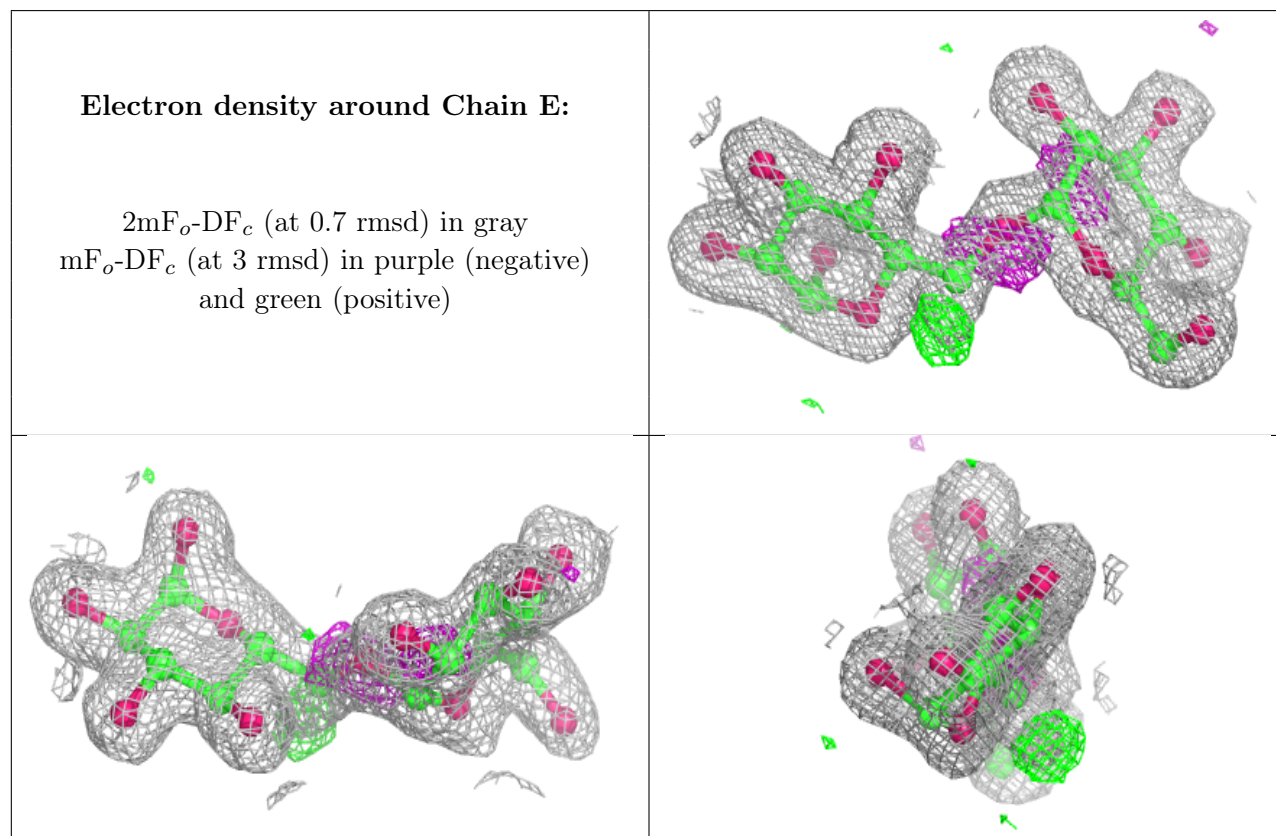 Electron density around Chain E:
2mFo-DFc (at 0.7 rmsd) in gray
mFo-DFc (at 3 rmsd) in purple (negative)
and green (positive)